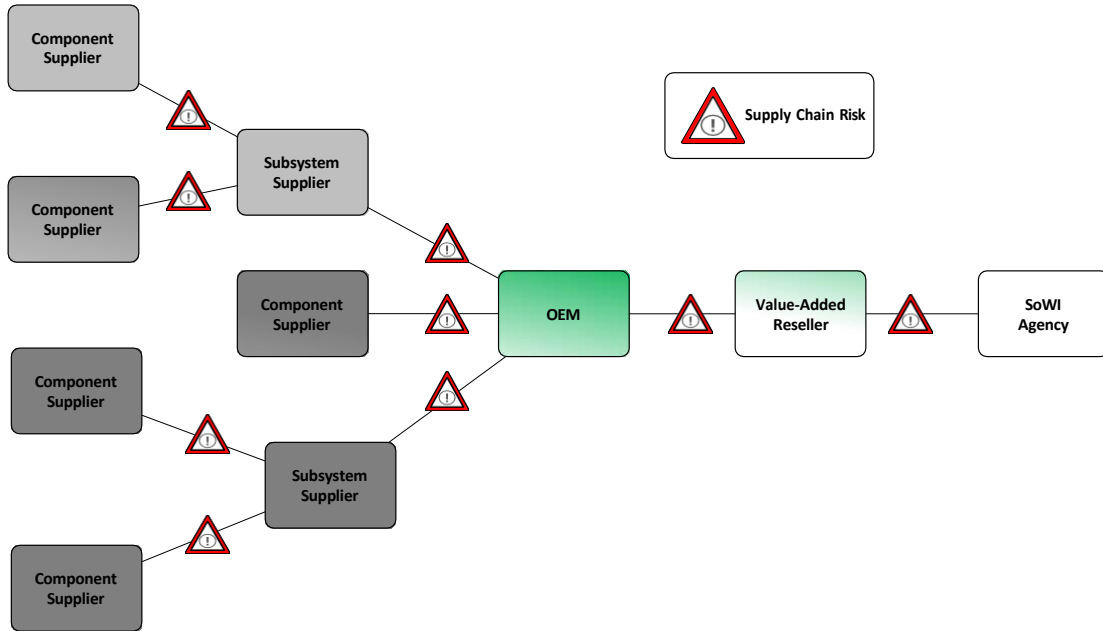 Component
Supplier
Supply Chain Risk
Subsystem
Supplier
Component
Supplier
Component
Supplier
OEM
Value-Added
Reseller
SoWI
Agency
Component
Supplier
Subsystem
Supplier
Component
Supplier